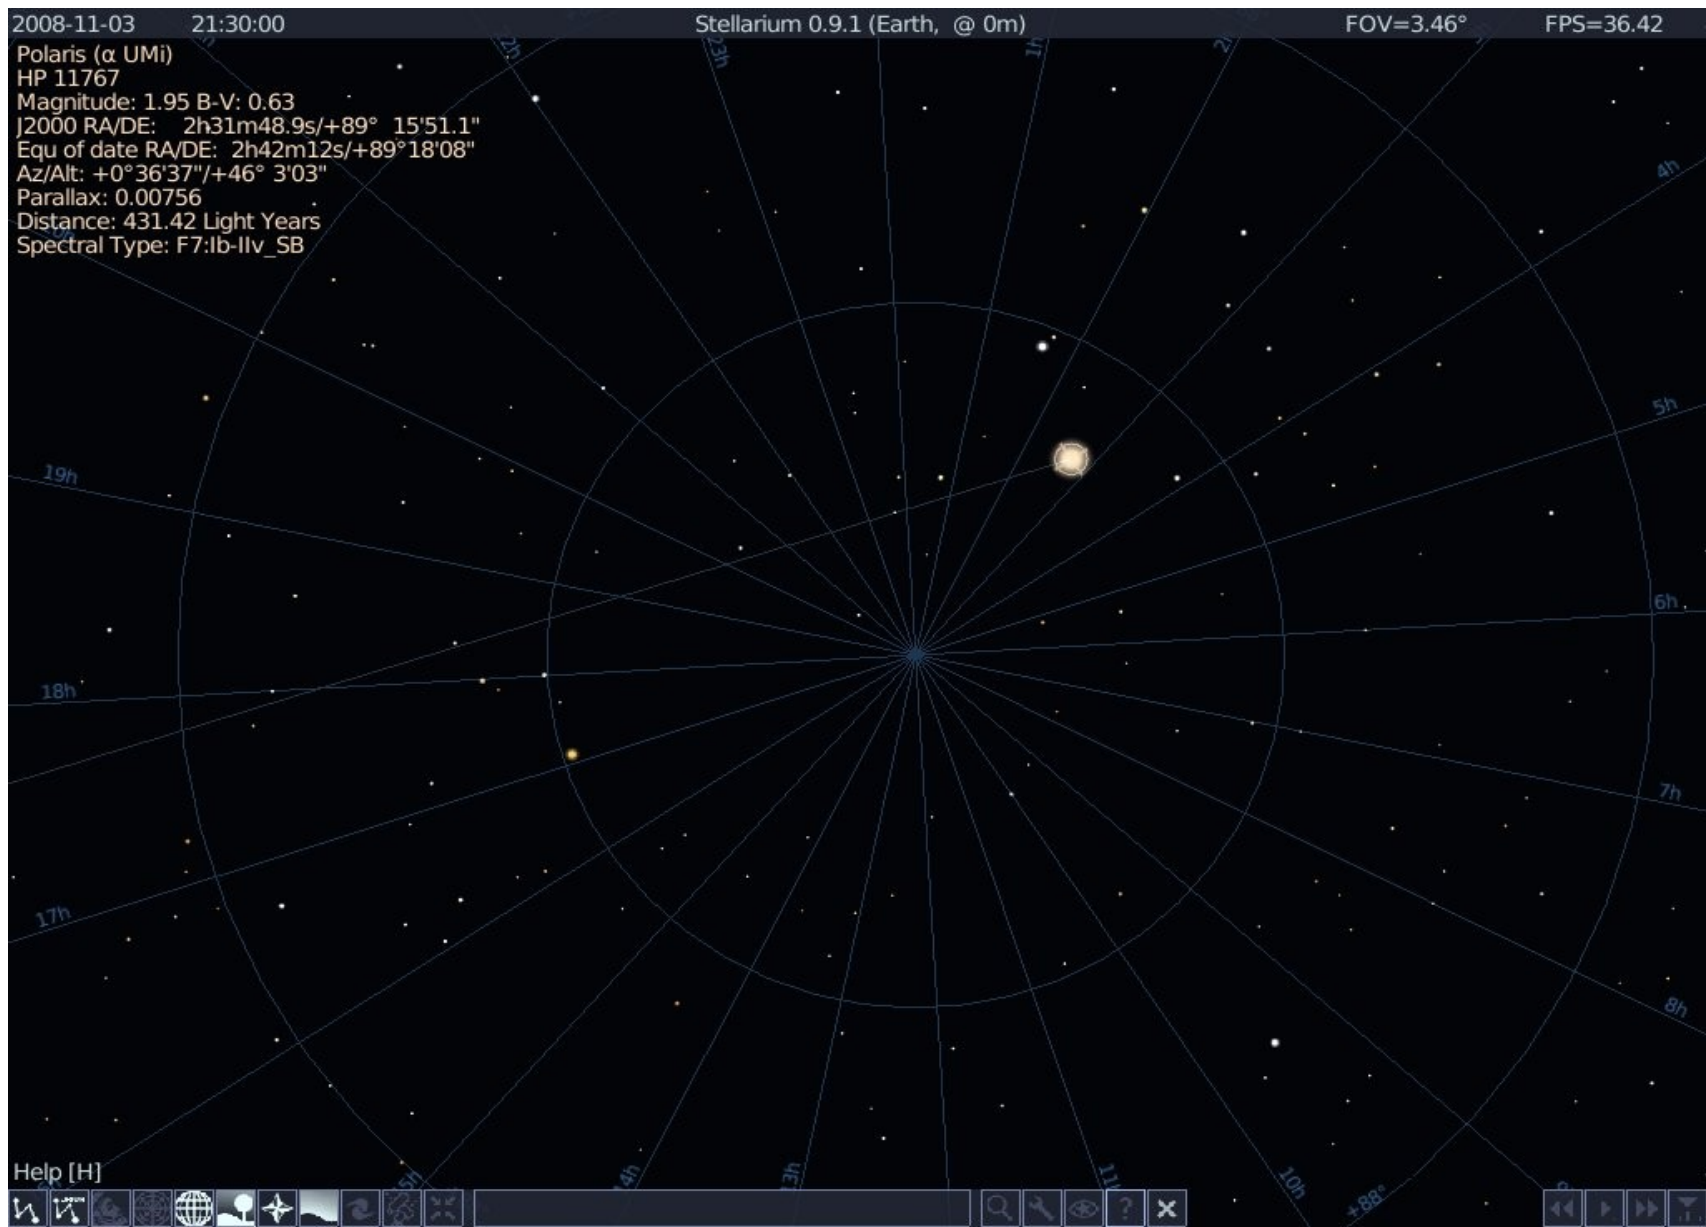 2008-11-03 21:30:00 Stellarium 0.9.1 (Earth, @ 0m) FOV=3.46° FPS=36.42
Polaris (α UMi)
HP 11767
Magnitude: 1.95 B-V: 0.63
J2000 RA/DE: 2h31m48.9s/+89° 15'51.1"
Equ of date RA/DE: 2h42m12s/+89°18'08"
Az/Alt: +0°36'37"/+46° 3'03"
Parallax: 0.00756
Distance: 431.42 Light Years
Spectral Type: F7:Ib-IIv_SB
23h
1h
4h
5h
19h
6h
18h
7h
17h
8h
14h
13h
10h
+88°
Help [H]
?